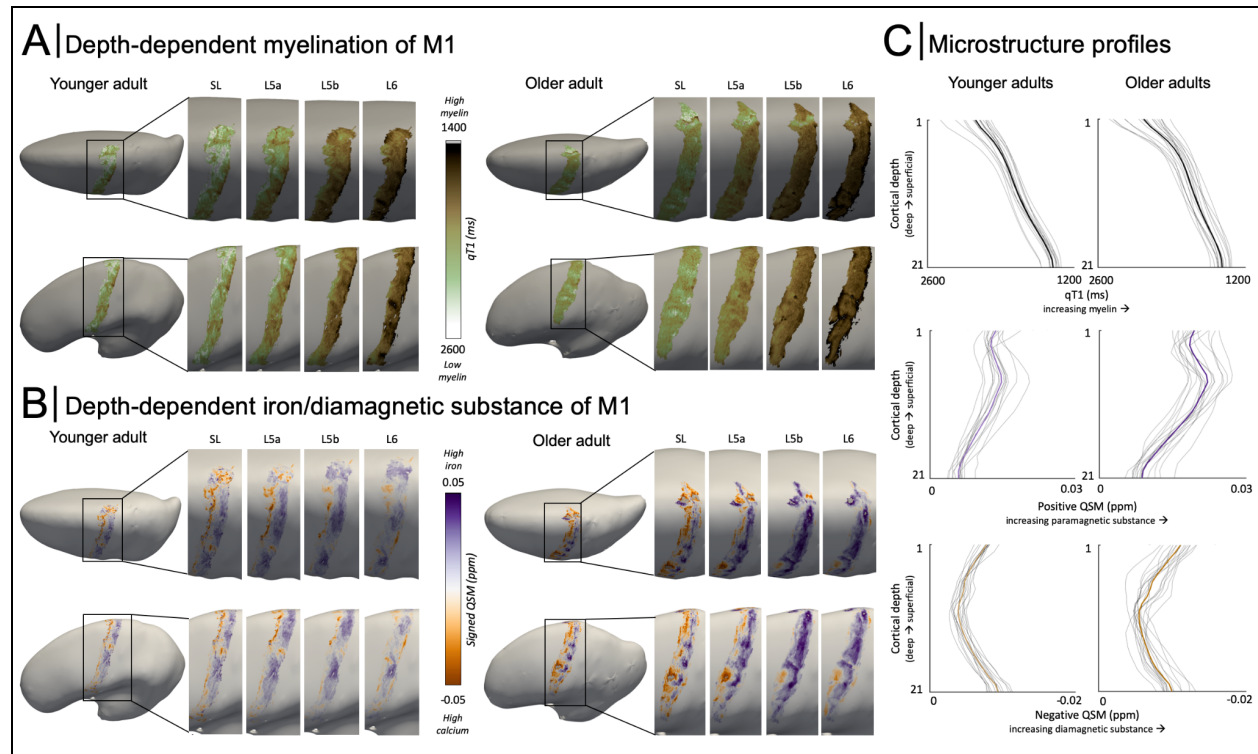 A| Depth-dependent myelination of M1
Younger adult
SL L5a L5b L6
High myelin
1400
qT1 (ms)
2600
Low myelin
Older adult
SL L5a L5b L6
B| Depth-dependent iron/diamagnetic substance of M1
Younger adult
SL L5a L5b L6
High iron
0.05
Signed QSM (ppm)
-0.05
High calcium
Older adult
SL L5a L5b L6
C| Microstructure profiles
Younger adults Older adults
1 1
Cortical depth
(deep → superficial)
21 21
2600 1200 2600 1200
qT1 (ms)
increasing myelin →
1 1
Cortical depth
(deep → superficial)
21 21
0 0.03 0 0.03
Positive QSM (ppm)
increasing paramagnetic substance →
1 1
Cortical depth
(deep → superficial)
21 21
0 -0.02 0 -0.02
Negative QSM (ppm)
increasing diamagnetic substance →